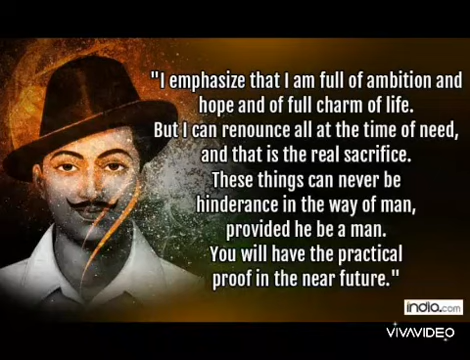 "I emphasize that I am full of ambition and
hope and of full charm of life.
But I can renounce all at the time of need,
and that is the real sacrifice.
These things can never be
hinderance in the way of man,
provided he be a man.
You will have the practical
proof in the near future."
india.com
VIVAVIDEO